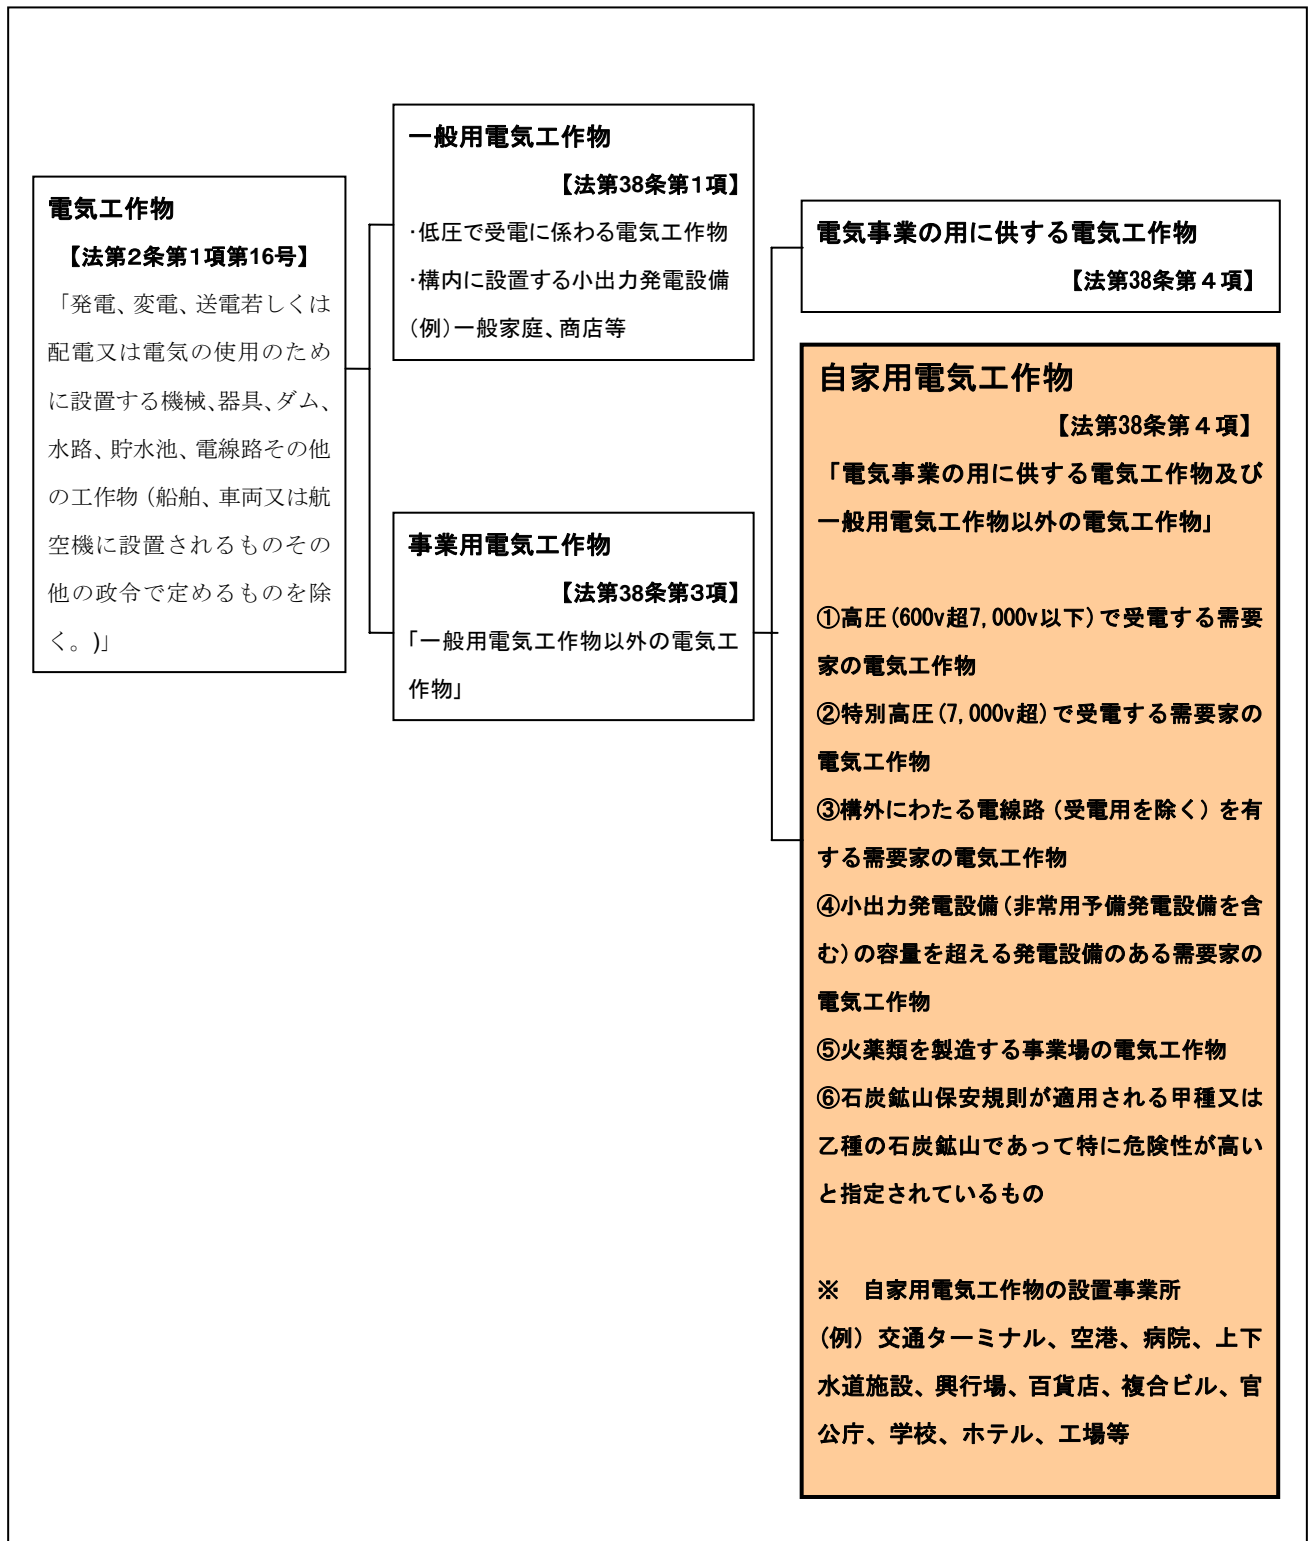 電気工作物
【法第２条第１項第16号】
「発電、変電、送電若しくは
配電又は電気の使用のため
に設置する機械、器具、ダム、
水路、貯水池、電線路その他
の工作物（船舶、車両又は航
空機に設置されるものその
他の政令で定めるものを除
く。)」
一般用電気工作物
【法第38条第１項】
・低圧で受電に係わる電気工作物
・構内に設置する小出力発電設備
（例）一般家庭、商店等
事業用電気工作物
【法第38条第３項】
「一般用電気工作物以外の電気工
作物」
電気事業の用に供する電気工作物
【法第38条第４項】
自家用電気工作物
【法第38条第４項】
「電気事業の用に供する電気工作物及び
一般用電気工作物以外の電気工作物」
①高圧(600v超7,000v以下)で受電する需要
家の電気工作物
②特別高圧(7,000v超)で受電する需要家の
電気工作物
③構外にわたる電線路（受電用を除く）を有
する需要家の電気工作物
④小出力発電設備（非常用予備発電設備を含
む）の容量を超える発電設備のある需要家の
電気工作物
⑤火薬類を製造する事業場の電気工作物
⑥石炭鉱山保安規則が適用される甲種又は
乙種の石炭鉱山であって特に危険性が高い
と指定されているもの
※　自家用電気工作物の設置事業所
（例）交通ターミナル、空港、病院、上下
水道施設、興行場、百貨店、複合ビル、官
公庁、学校、ホテル、工場等